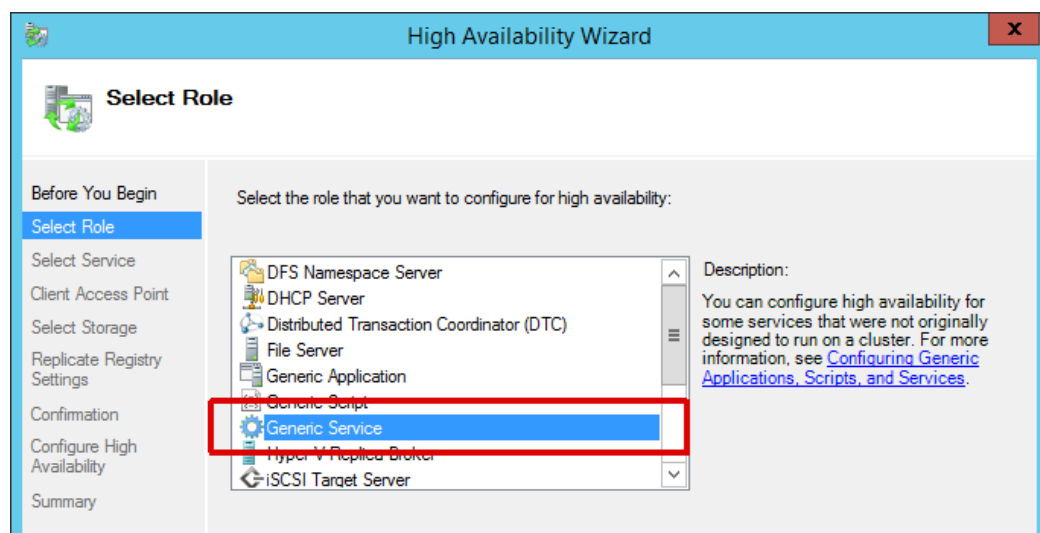 High Availability Wizard
x
Select Role
Before You Begin
Select Role
Select Service
Client Access Point
Select Storage
Replicate Registry
Settings
Confirmation
Configure High
Availability
Summary
Select the role that you want to configure for high availability:
DFS Namespace Server
DHCP Server
Distributed Transaction Coordinator (DTC)
File Server
Generic Application
Generic Script
Generic Service
Hyper-V Replica Broker
iSCSI Target Server
Description:
You can configure high availability for
some services that were not originally
designed to run on a cluster. For more
information, see Configuring Generic
Applications, Scripts, and Services.